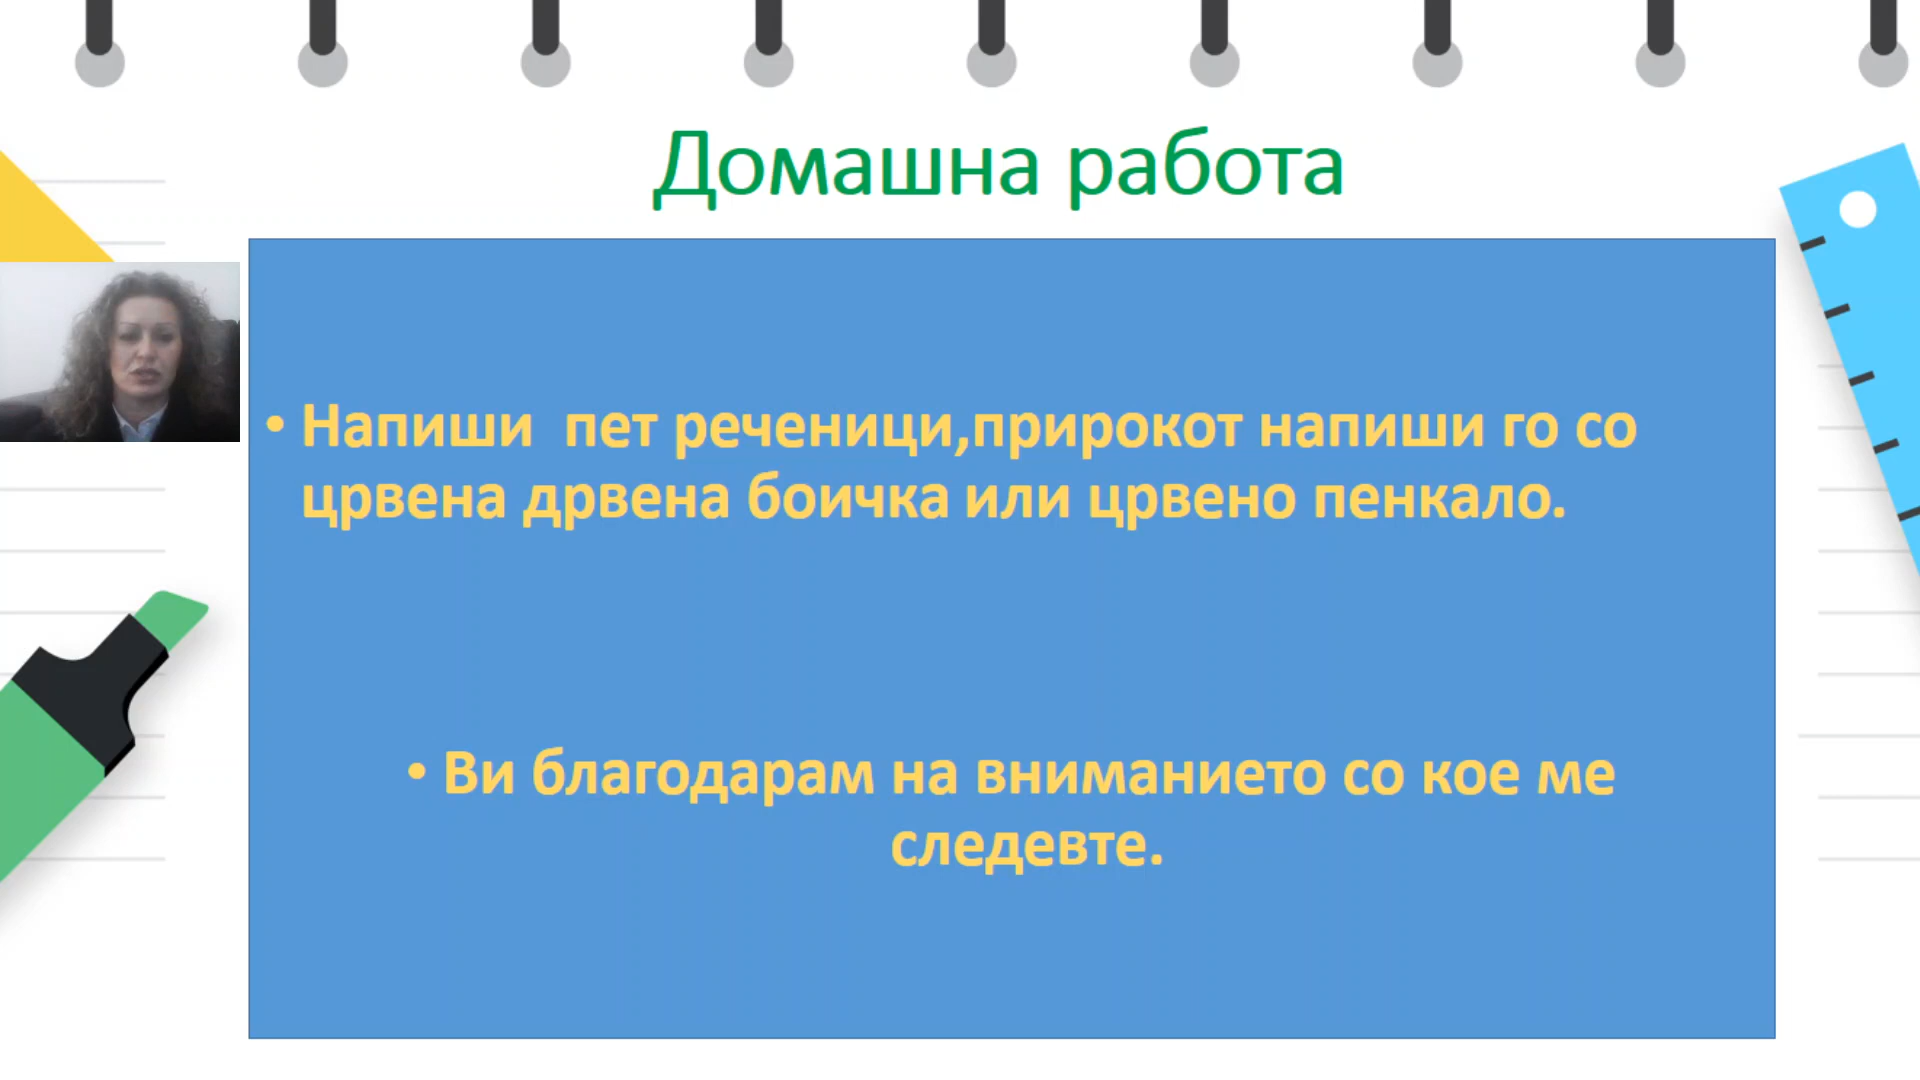 Домашна работа
• Напиши  пет реченици,прирокот напиши го со
црвена дрвена боичка или црвено пенкало.
• Ви благодарам на вниманието со кое ме
следевте.